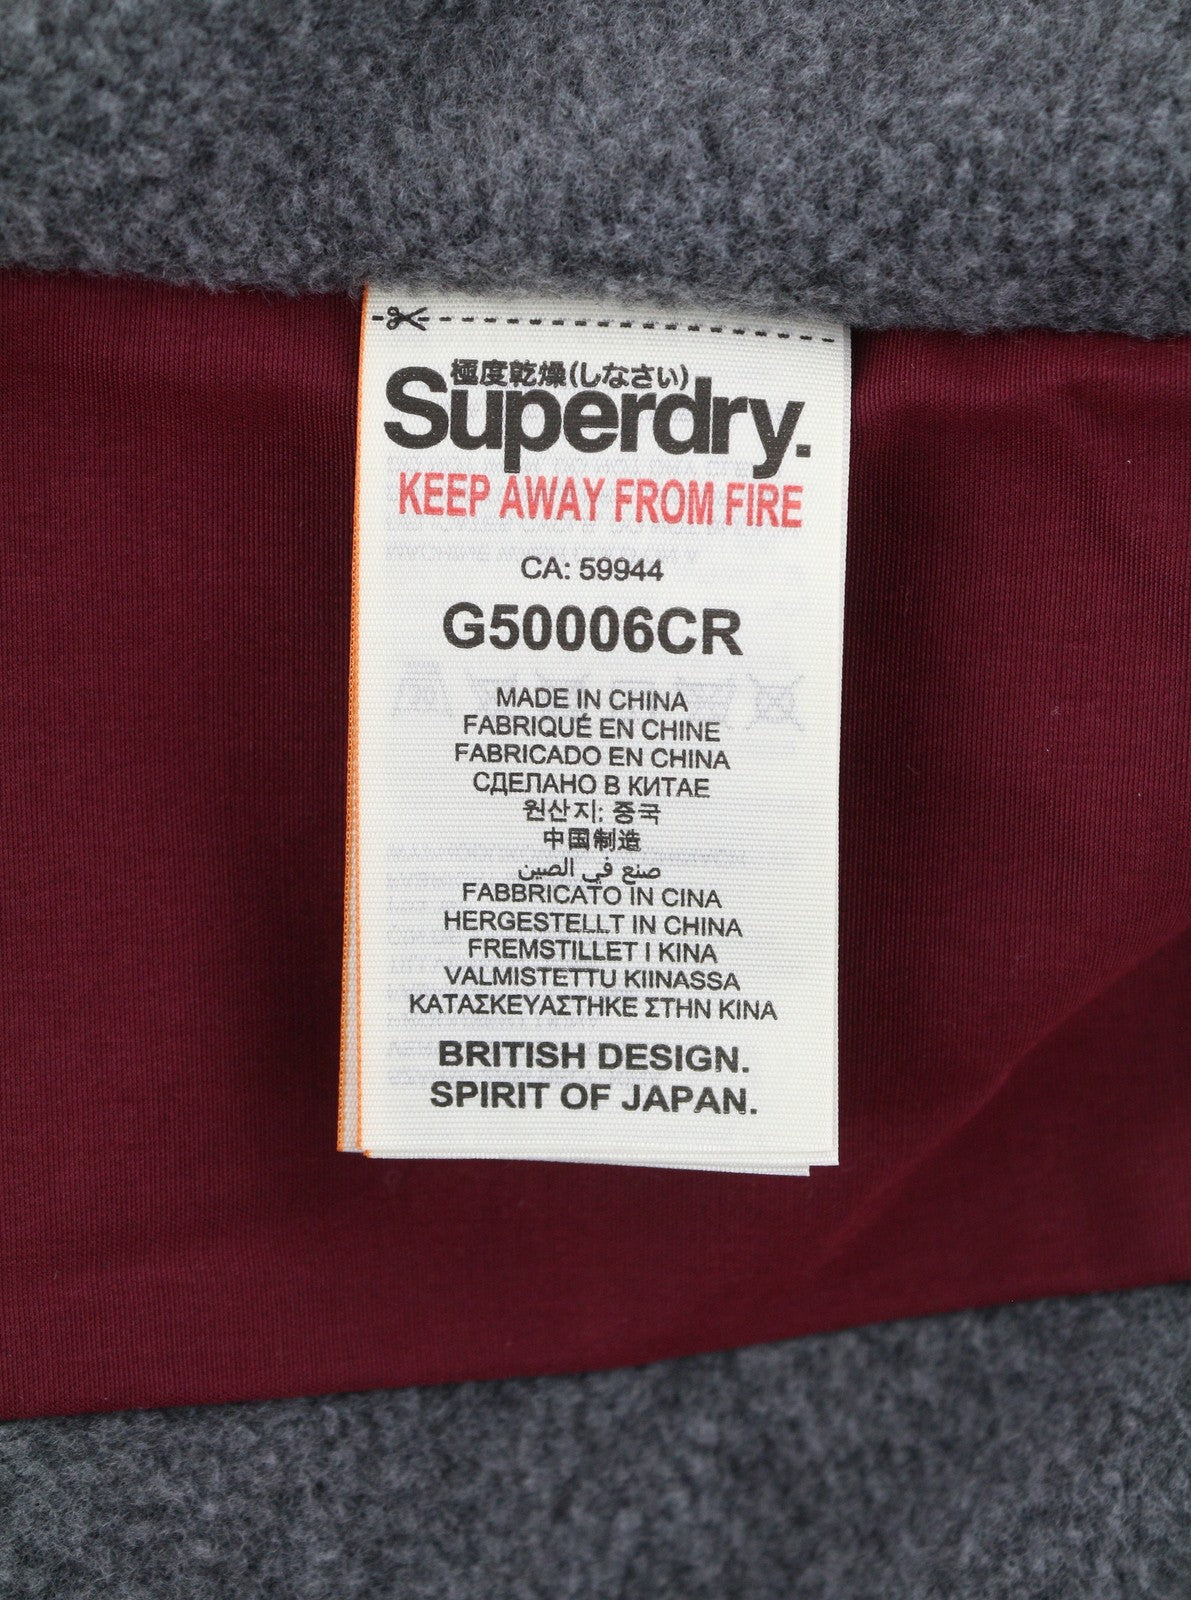 極度乾燥(しなさい)
Superdry.
KEEP AWAY FROM FIRE
CA: 59944
G50006CR
MADE IN CHINA
FABRIQUÉ EN CHINE
FABRICADO EN CHINA
СДЕЛАНО В КИТАЕ
원산지: 중국
中国制造
صنع في الصين
FABBRICATO IN CINA
HERGESTELLT IN CHINA
FREMSTILLET I KINA
VALMISTETTU KIINASSA
ΚΑΤΑΣΚΕΥΑΣΤΗΚΕ ΣΤΗΝ ΚΙΝΑ
BRITISH DESIGN.
SPIRIT OF JAPAN.